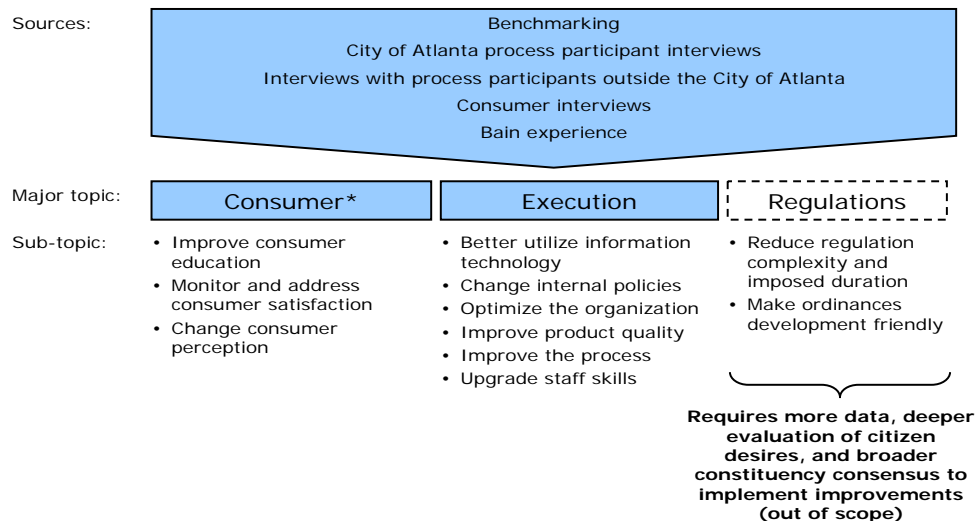 Sources:
Benchmarking
City of Atlanta process participant interviews
Interviews with process participants outside the City of Atlanta
Consumer interviews
Bain experience
Major topic:
Consumer*
Execution
Regulations
Sub-topic:
• Improve consumer
education
• Monitor and address
consumer satisfaction
• Change consumer
perception
• Better utilize information
technology
• Change internal policies
• Optimize the organization
• Improve product quality
• Improve the process
• Upgrade staff skills
• Reduce regulation
complexity and
imposed duration
• Make ordinances
development friendly
Requires more data, deeper
evaluation of citizen
desires, and broader
constituency consensus to
implement improvements
(out of scope)